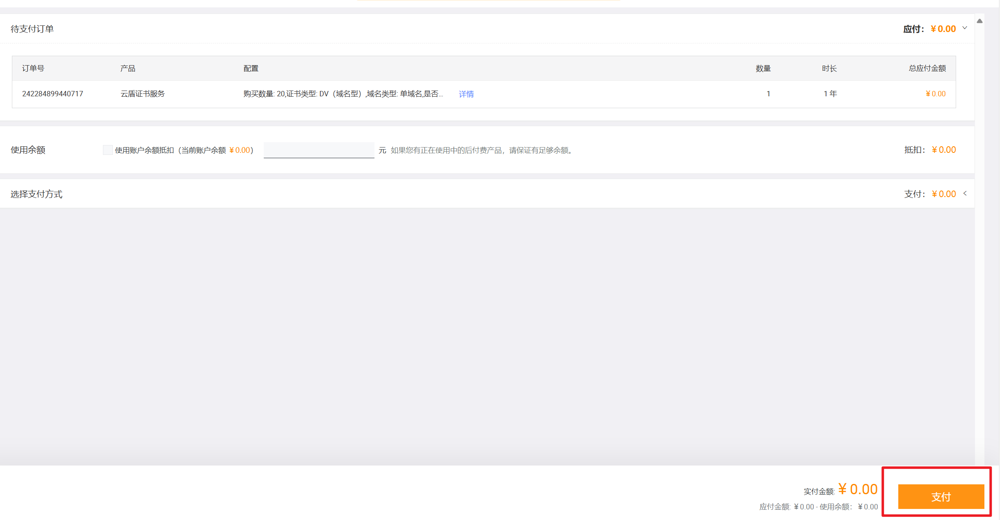 待支付订单
应付： ¥ 0.00
订单号 产品 配置 数量 时长 总应付金额
242284899440717 云盾证书服务 购买数量: 20,证书类型: DV（域名型）,域名类型: 单域名,是否... 详情 1 1 年 ¥ 0.00
使用余额 使用账户余额抵扣（当前账户余额 ¥ 0.00） 元 如果您有正在使用中的后付费产品，请保证有足够余额。 抵扣： ¥ 0.00
选择支付方式 支付： ¥ 0.00
实付金额: ¥ 0.00
应付金额: ¥ 0.00 - 使用余额： ¥ 0.00
支付